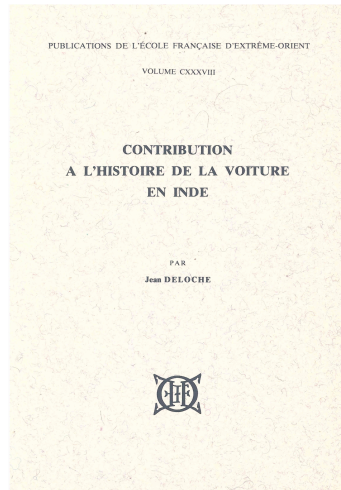 PUBLICATIONS DE L'ÉCOLE FRANÇAISE D'EXTRÊME-ORIENT
VOLUME CXXXVIII
CONTRIBUTION
A L'HISTOIRE DE LA VOITURE
EN INDE
PAR
Jean DELOCHE